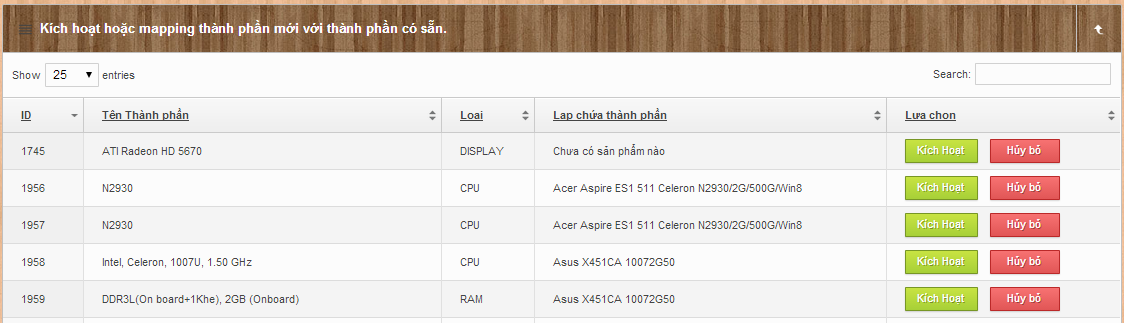 Kích hoạt hoặc mapping thành phần mới với thành phần có sẵn.
Show 25 entries Search:
ID Tên Thành phần Loại Lap chứa thành phần Lựa chọn
1745 ATI Radeon HD 5670 DISPLAY Chưa có sản phẩm nào Kích Hoạt Hủy bỏ
1956 N2930 CPU Acer Aspire ES1 511 Celeron N2930/2G/500G/Win8 Kích Hoạt Hủy bỏ
1957 N2930 CPU Acer Aspire ES1 511 Celeron N2930/2G/500G/Win8 Kích Hoạt Hủy bỏ
1958 Intel, Celeron, 1007U, 1.50 GHz CPU Asus X451CA 10072G50 Kích Hoạt Hủy bỏ
1959 DDR3L(On board+1Khe), 2GB (Onboard) RAM Asus X451CA 10072G50 Kích Hoạt Hủy bỏ